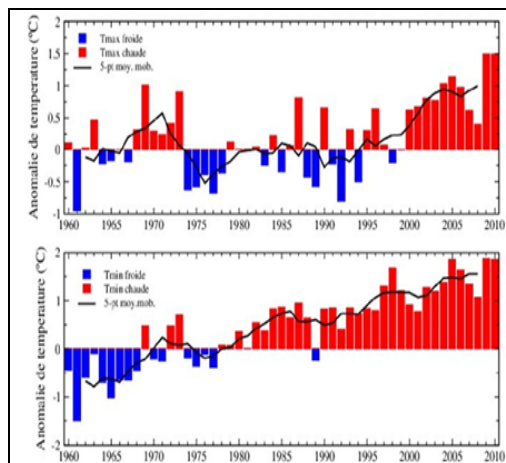 Anomalie de temperature (°C)
2
1.5
1
0.5
0
-0.5
-1
Tmax froide
Tmax chaude
5-pt moy. mob.
1960 1965 1970 1975 1980 1985 1990 1995 2000 2005 2010
Anomalie de temperature (°C)
2
1
0
-1
-2
Tmin froide
Tmin chaude
5-pt moy.mob.
1960 1965 1970 1975 1980 1985 1990 1995 2000 2005 2010